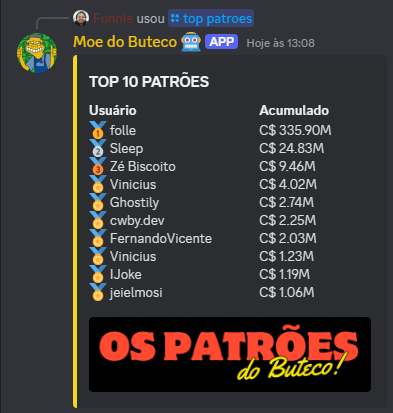 Funnie usou top patroes
Moe do Buteco APP Hoje às 13:08
TOP 10 PATRÕES
Usuário Acumulado
1 folle C$ 335.90M
2 Sleep C$ 24.83M
3 Zé Biscoito C$ 9.46M
Vinicius C$ 4.02M
Ghostily C$ 2.74M
cwby.dev C$ 2.25M
FernandoVicente C$ 2.03M
Vinicius C$ 1.23M
IJoke C$ 1.19M
jeielmosi C$ 1.06M
OS PATRÕES
do Buteco!